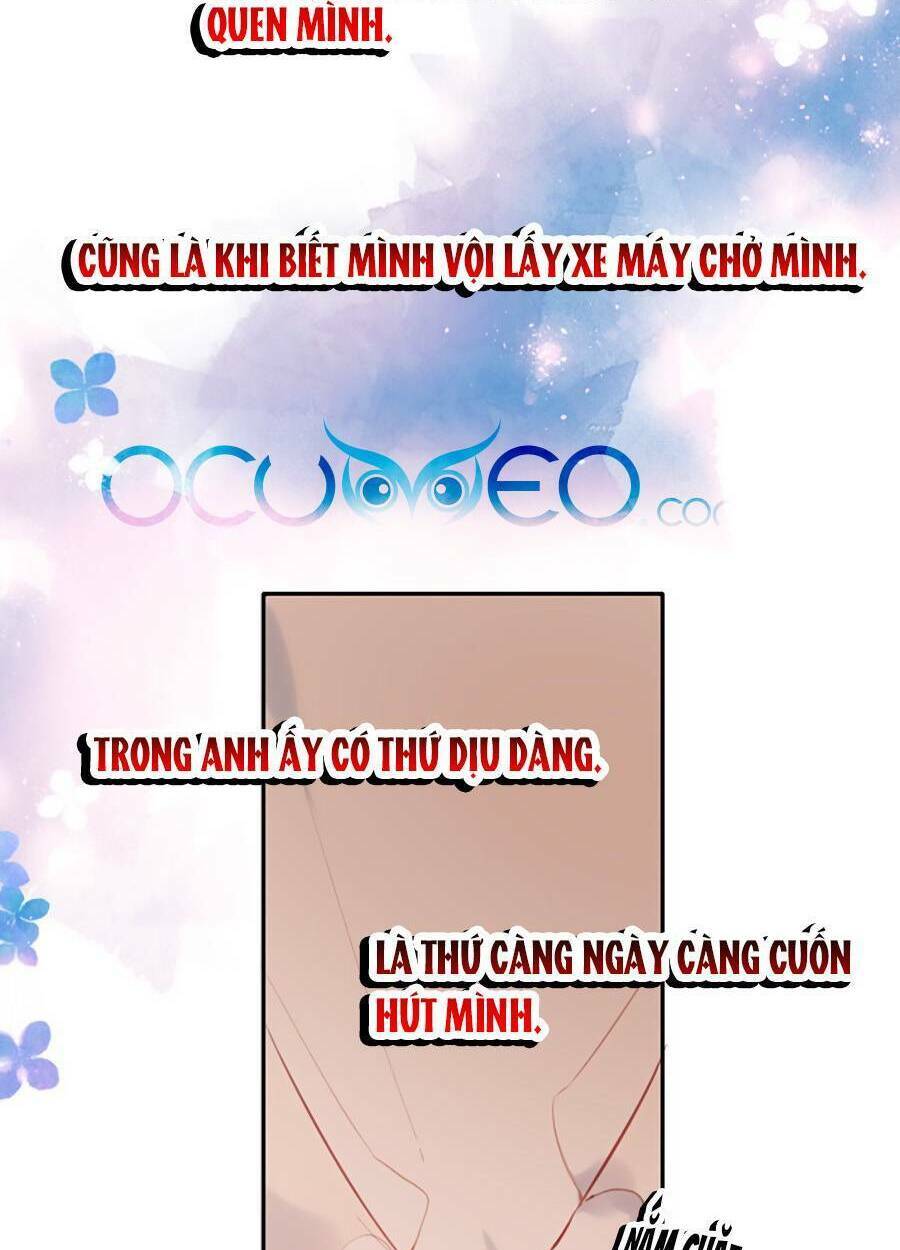 QUEN MÌNH.
CŨNG LÀ KHI BIẾT MÌNH VỘI LẤY XE MÁY CHỞ MÌNH.
OCUMEO.CO
TRONG ANH ẤY CÓ THỨ DỊU DÀNG.
LÀ THỨ CÀNG NGÀY CÀNG CUỐN
HÚT MÌNH.
NẮM